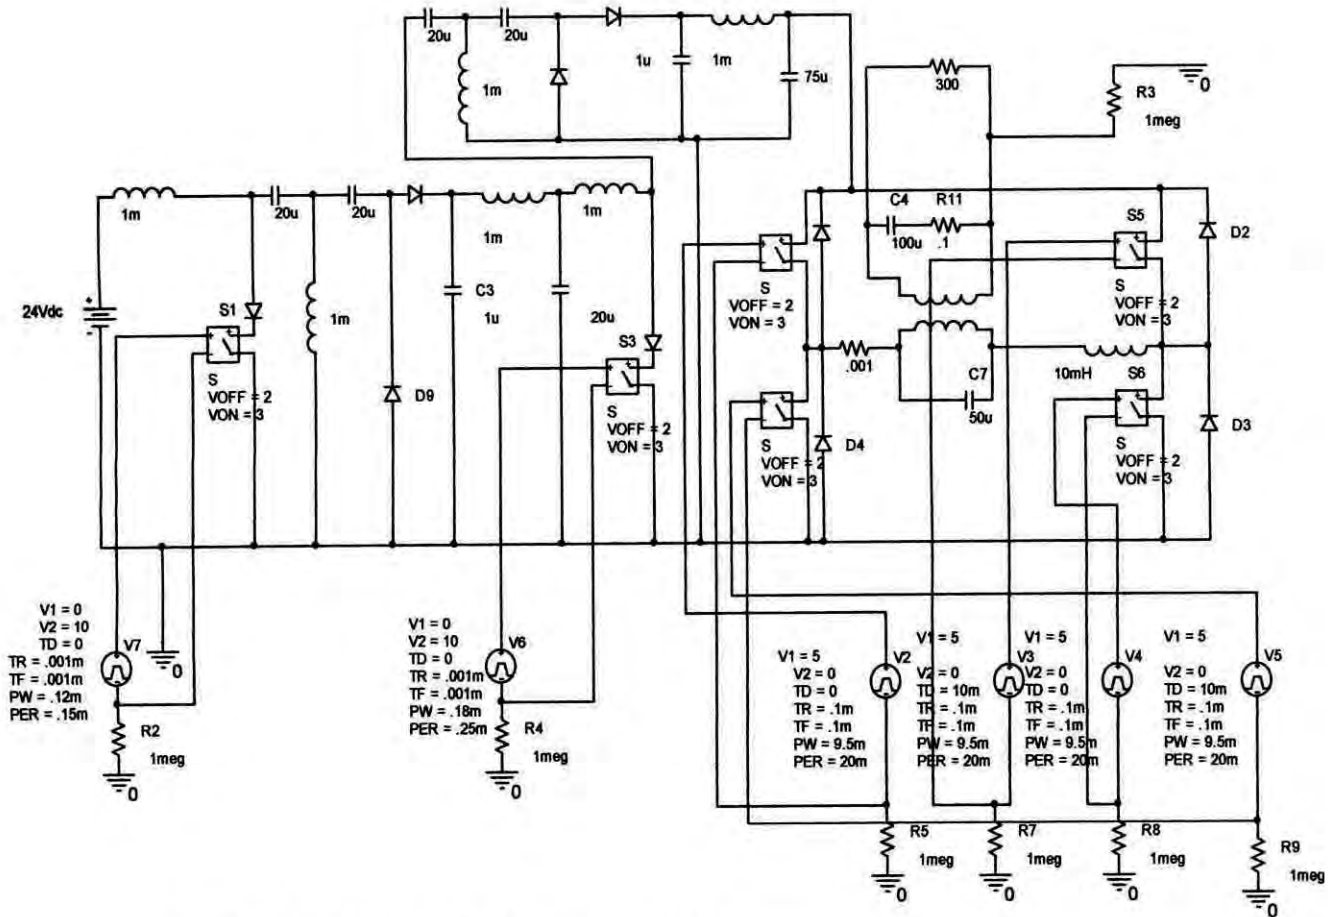 20u
20u
1m
1u
1m
75u
300
R3
1meg
0
1m
20u
20u
1m
1m
C4
100u
R11
.1
S5
D2
S
VOFF = 2
VON = 3
S
VOFF = 2
VON = 3
24Vdc
+
-
S1
S
VOFF = 2
VON = 3
1m
D9
C3
1u
20u
S3
S
VOFF = 2
VON = 3
.001
C7
50u
10mH
S6
S
VOFF = 2
VON = 3
D4
S
VOFF = 2
VON = 3
D3
V1 = 0
V2 = 10
TD = 0
TR = .001m
TF = .001m
PW = .12m
PER = .15m
V7
0
R2
1meg
0
V1 = 0
V2 = 10
TD = 0
TR = .001m
TF = .001m
PW = .18m
PER = .25m
V6
R4
1meg
0
V1 = 5
V2 = 0
TD = 0
TR = .1m
TF = .1m
PW = 9.5m
PER = 20m
V2
V1 = 5
V2 = 0
TD = 10m
TR = .1m
TF = .1m
PW = 9.5m
PER = 20m
V3
V1 = 5
V2 = 0
TD = 0
TR = .1m
TF = .1m
PW = 9.5m
PER = 20m
V4
V1 = 5
V2 = 0
TD = 10m
TR = .1m
TF = .1m
PW = 9.5m
PER = 20m
V5
R5
1meg
0
R7
1meg
0
R8
1meg
0
R9
1meg
0